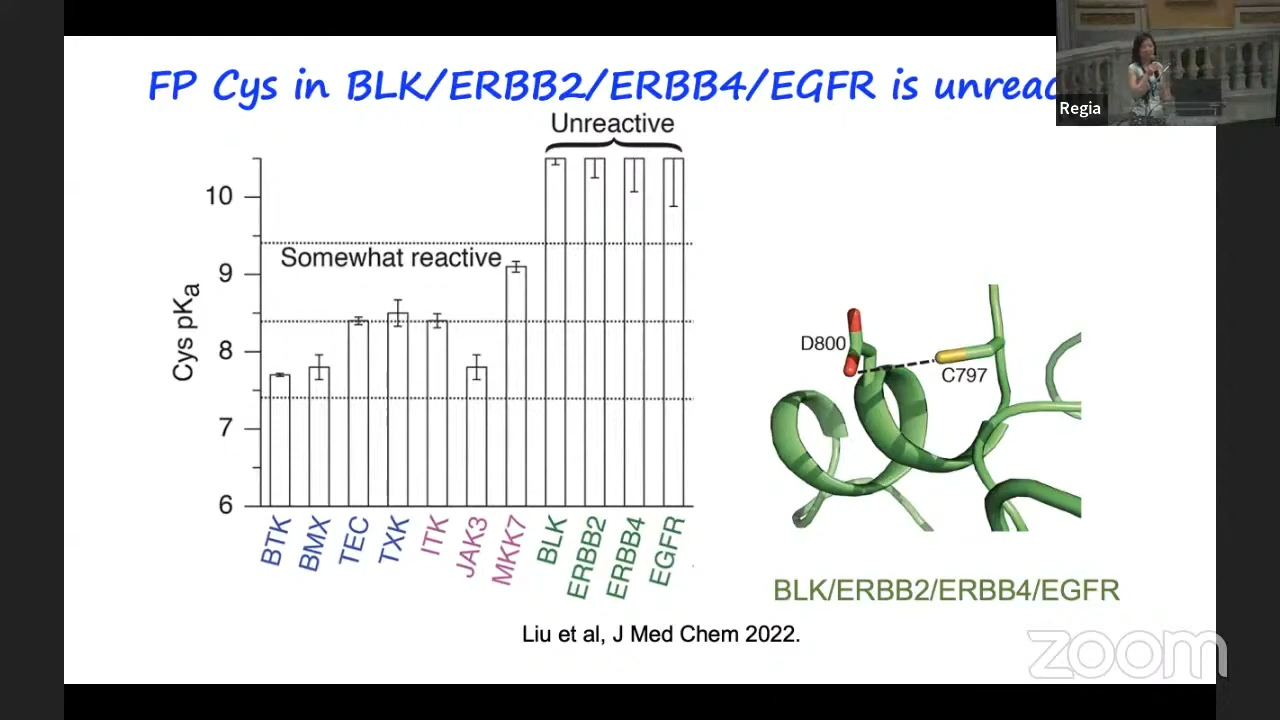 FP Cys in BLK/ERBB2/ERBB4/EGFR is
Regia
Unreactive
Somewhat reactive
Cys pKa
10
9
8
7
6
BTK
BMX
TEC
TXK
ITK
JAK3
MKK7
BLK
ERBB2
ERBB4
EGFR
D800
C797
BLK/ERBB2/ERBB4/EGFR
Liu et al, J Med Chem 2022.
zoom